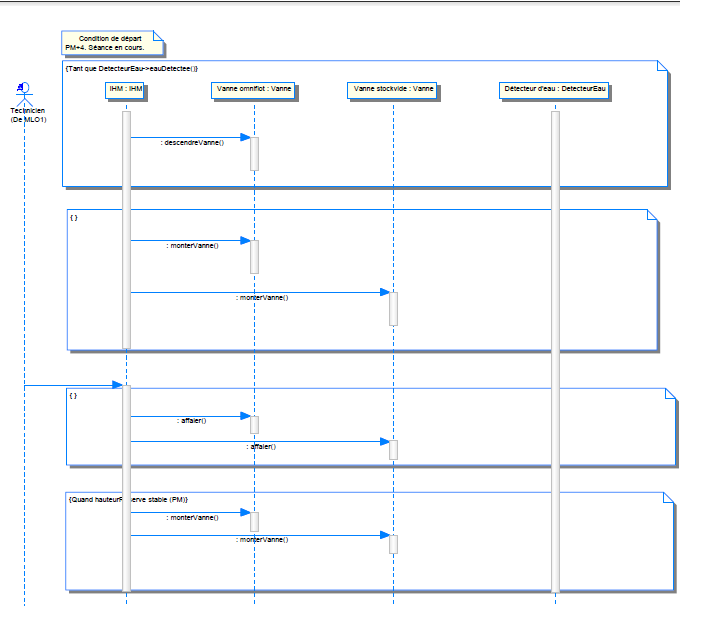 Condition de départ
PM+4. Séance en cours.
{Tant que DetecteurEau->eauDetectee()}
IHM : IHM
Vanne omniflot : Vanne
Vanne stockvide : Vanne
Détecteur d'eau : DetecteurEau
Technicien
(De MLO1)
: descendreVanne()
{ }
: monterVanne()
: monterVanne()
{ }
: affaler()
: affaler()
{Quand hauteurRéserve stable (PM)}
: monterVanne()
: monterVanne()